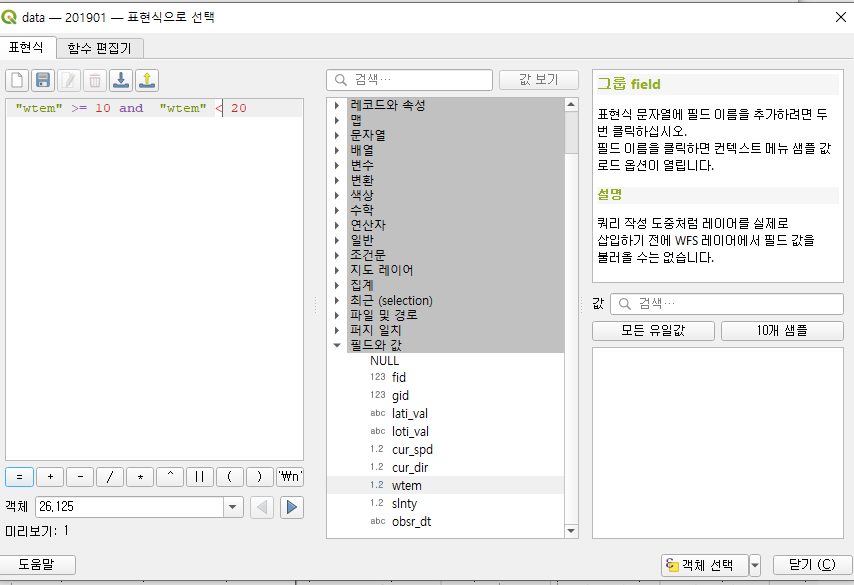 data — 201901 — 표현식으로 선택
표현식
함수 편집기
"wtem" >= 10 and "wtem" < 20
= + - / * ^ || ( ) '₩n'
객체 26,125
미리보기: 1
도움말
검색…
값 보기
레코드와 속성
맵
문자열
배열
변수
변환
색상
수학
연산자
일반
조건문
지도 레이어
집계
최근 (selection)
파일 및 경로
퍼지 일치
필드와 값
NULL
123 fid
123 gid
abc lati_val
abc loti_val
1.2 cur_spd
1.2 cur_dir
1.2 wtem
1.2 slnty
abc obsr_dt
그룹 field
표현식 문자열에 필드 이름을 추가하려면 두
번 클릭하십시오.
필드 이름을 클릭하면 컨텍스트 메뉴 샘플 값
로드 옵션이 열립니다.
설명
쿼리 작성 도중처럼 레이어를 실제로
삽입하기 전에 WFS 레이어에서 필드 값을
불러올 수는 없습니다.
값 검색…
모든 유일값
10개 샘플
객체 선택
닫기 (C)